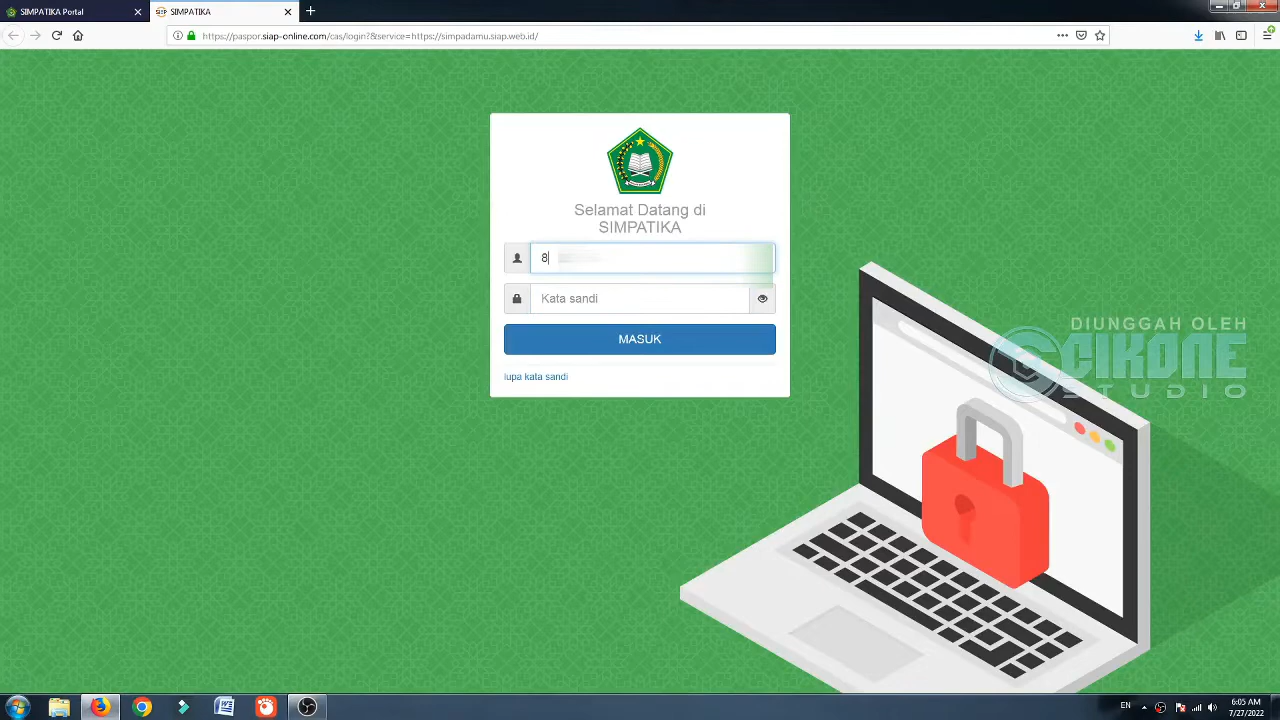 SIMPATIKA Portal
SIMPATIKA
https://paspor.siap-online.com/cas/login?&service=https://simpadamu.siap.web.id/
Selamat Datang di
SIMPATIKA
8
Kata sandi
MASUK
lupa kata sandi
DIUNGGAH OLEH
CIKONE
STUDIO
EN
6:05 AM
7/27/2022